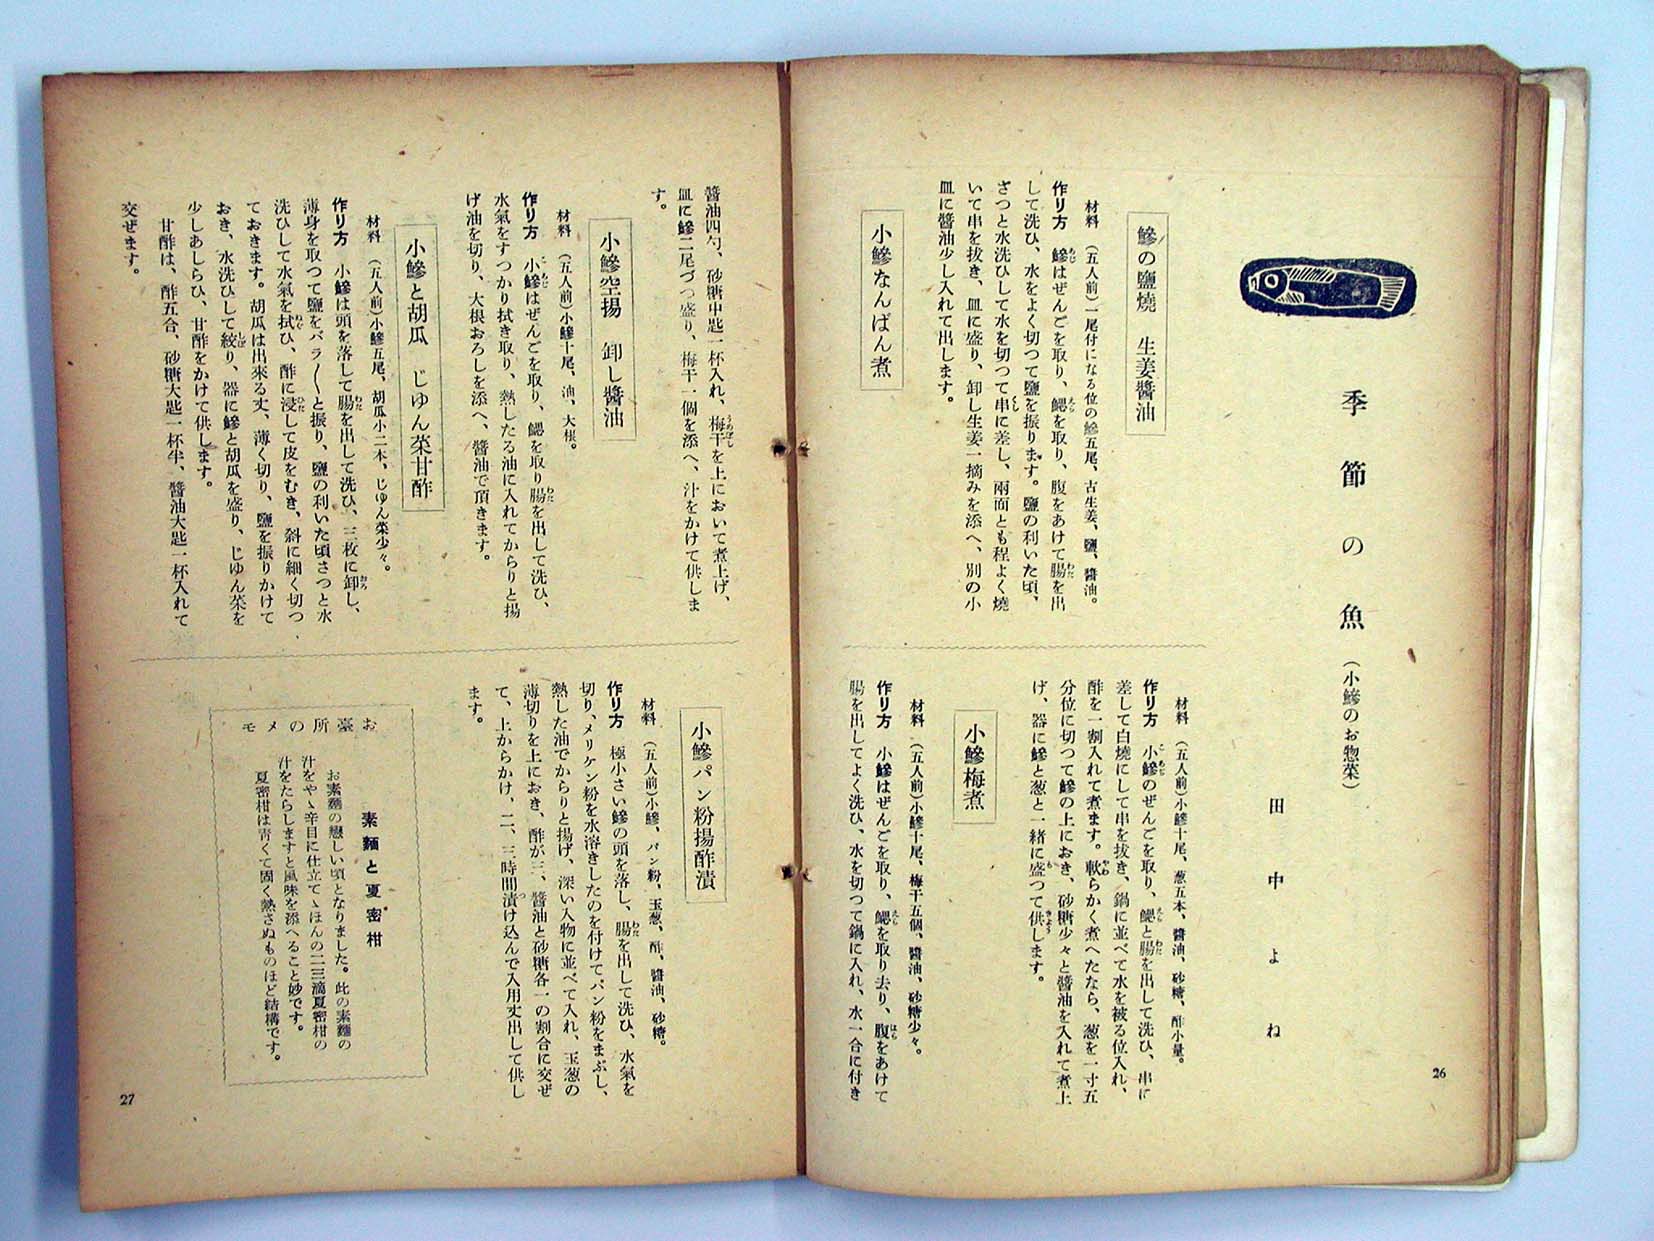 季節の魚（小鰺のお惣菜）
田中よね
鰺の鹽燒　生姜醬油
材料　（五人前）一尾付になる位の鰺五尾、古生姜、鹽、醬油。
作り方　鰺はぜんごを取り、鰓を取り、腹をあけて腸を出
して洗ひ、水をよく切つて鹽を振ります。鹽の利いた頃、
ざつと水洗ひして水を切つて串に差し、兩面とも程よく燒
いて串を拔き、皿に盛り、卸し生姜一摘みを添へ、別の小
皿に醬油少し入れて出します。
小鰺なんばん煮
材料　（五人前）小鰺十尾、葱五本、醬油、砂糖、酢小量。
作り方　小鰺のぜんごを取り、鰓と腸を出して洗ひ、串に
差して白燒にして串を拔き、鍋に並べて水を被る位入れ、
酢を一割入れて煮ます。軟らかく煮へたなら、葱を一寸五
分位に切つて鰺の上におき、砂糖少々と醬油を入れて煮上
げ、器に鰺と葱と一緒に盛つて供します。
小鰺梅煮
材料　（五人前）小鰺十尾、梅干五個、醬油、砂糖少々。
作り方　小鰺はぜんごを取り、鰓を取り去り、腹をあけて
腸を出してよく洗ひ、水を切つて鍋に入れ、水一合に付き
26
醬油四勺、砂糖中匙一杯入れ、梅干を上において煮上げ、
皿に鰺二尾づつ盛り、梅干一個を添へ、汁をかけて供しま
す。
小鰺空揚　卸し醬油
材料　（五人前）小鰺十尾、油、大根。
作り方　小鰺はぜんごを取り、鰓を取り腸を出して洗ひ、
水氣をすつかり拭き取り、熱したる油に入れてからりと揚
げ油を切り、大根おろしを添へ、醬油で頂きます。
小鰺と胡瓜　じゆん菜甘酢
材料　（五人前）小鰺五尾、胡瓜小二本、じゆん菜少々。
作り方　小鰺は頭を落して腸を出して洗ひ、三枚に卸し、
薄身を取つて鹽をバラ〱と振り、鹽の利いた頃さつと水
洗ひして水氣を拭ひ、酢に浸して皮をむき、斜に細く切つ
ておきます。胡瓜は出來る丈、薄く切り、鹽を振りかけて
おき、水洗ひして絞り、器に鰺と胡瓜を盛り、じゆん菜を
少しあしらひ、甘酢をかけて供します。
甘酢は、酢五合、砂糖大匙一杯半、醬油大匙一杯入れて
交ぜます。
小鰺パン粉揚酢漬
材料　（五人前）小鰺、パン粉、玉葱、酢、醬油、砂糖。
作り方　極小さい鰺の頭を落し、腸を出して洗ひ、水氣を
切り、メリケン粉を水溶きしたのを付けてパン粉をまぶし、
熱した油でからりと揚げ、深い入物に並べて入れ、玉葱の
薄切りを上におき、酢が三、醬油と砂糖各一の割合に交ぜ
て、上からかけ、二、三時間漬け込んで入用丈出して供し
ます。
お臺所のメモ
素麵と夏密柑
お素麵の戀しい頃となりました。此の素麵の
汁をやゝ辛目に仕立てゝほんの二三滴夏密柑の
汁をたらしますと風味を添へること妙です。
夏密柑は靑くて固く熟さぬものほど結構です。
27